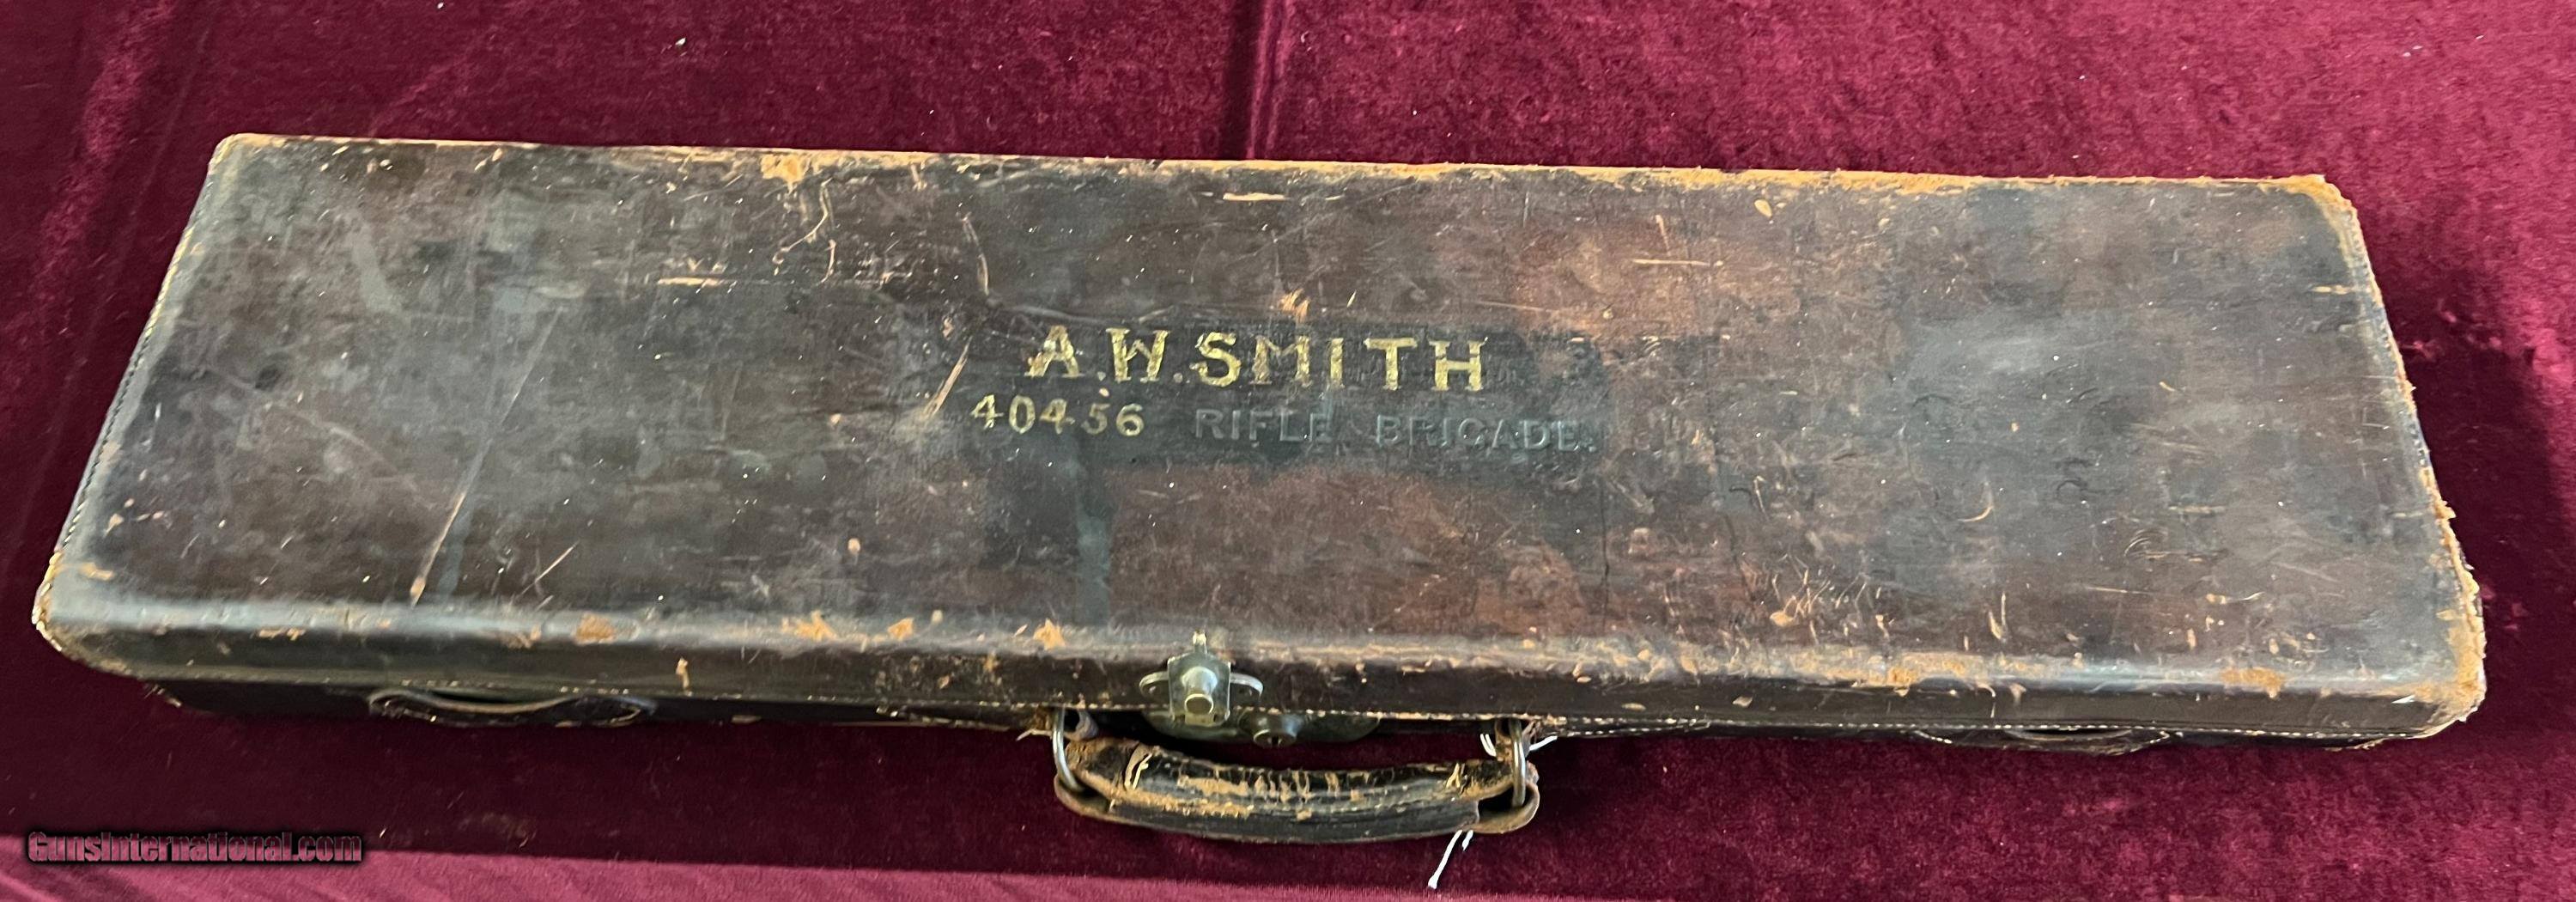 A.W.SMITH
40456 RIFLE BRIGADE.
GunsInternational.com